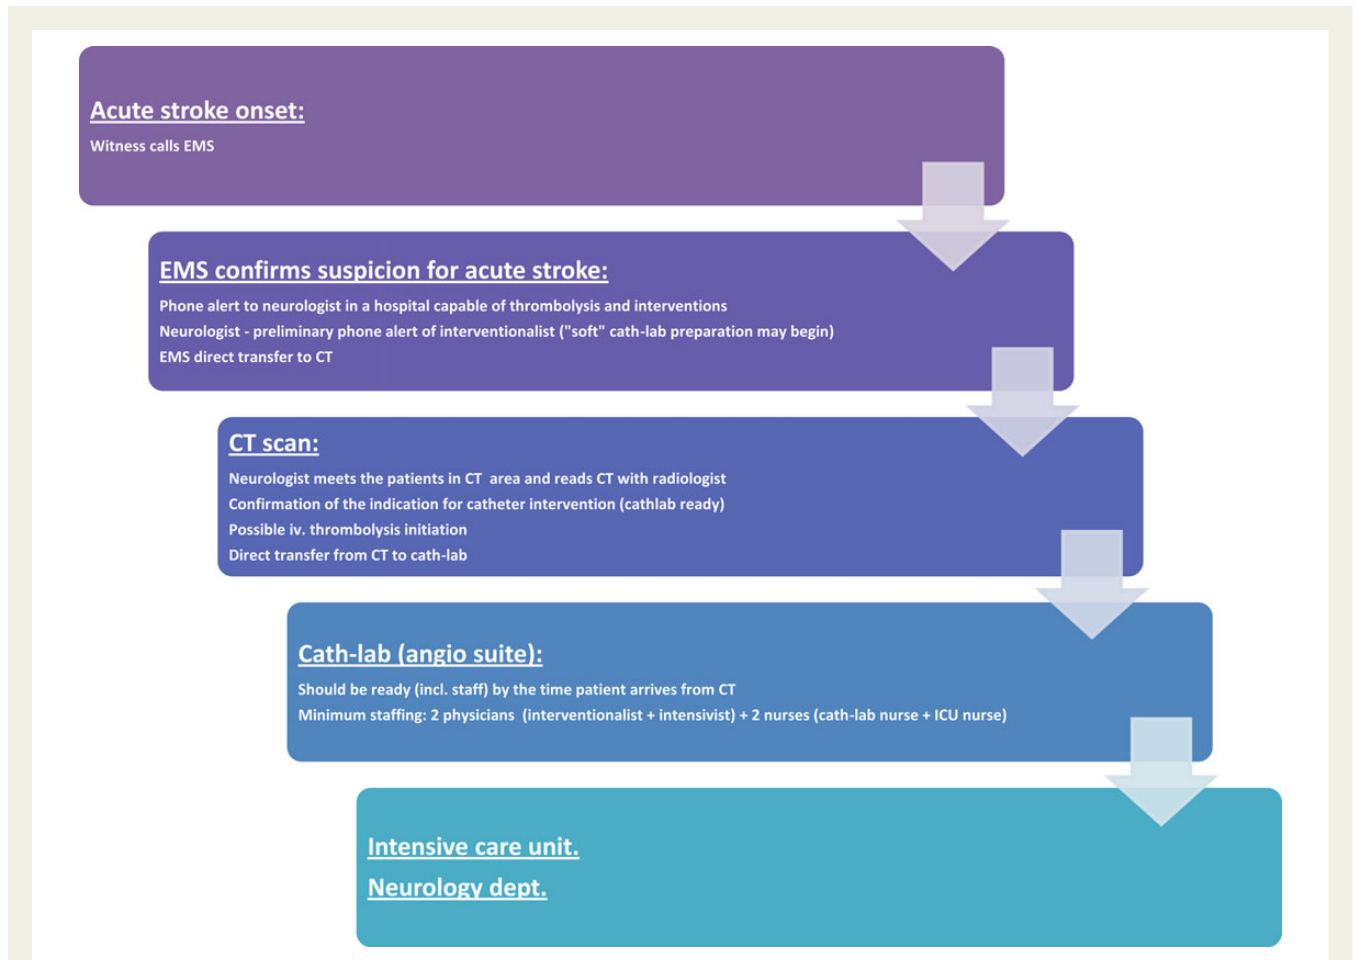 Acute stroke onset:
Witness calls EMS
EMS confirms suspicion for acute stroke:
Phone alert to neurologist in a hospital capable of thrombolysis and interventions
Neurologist - preliminary phone alert of interventionalist ("soft" cath-lab preparation may begin)
EMS direct transfer to CT
CT scan:
Neurologist meets the patients in CT area and reads CT with radiologist
Confirmation of the indication for catheter intervention (cathlab ready)
Possible iv. thrombolysis initiation
Direct transfer from CT to cath-lab
Cath-lab (angio suite):
Should be ready (incl. staff) by the time patient arrives from CT
Minimum staffing: 2 physicians (interventionalist + intensivist) + 2 nurses (cath-lab nurse + ICU nurse)
Intensive care unit.
Neurology dept.